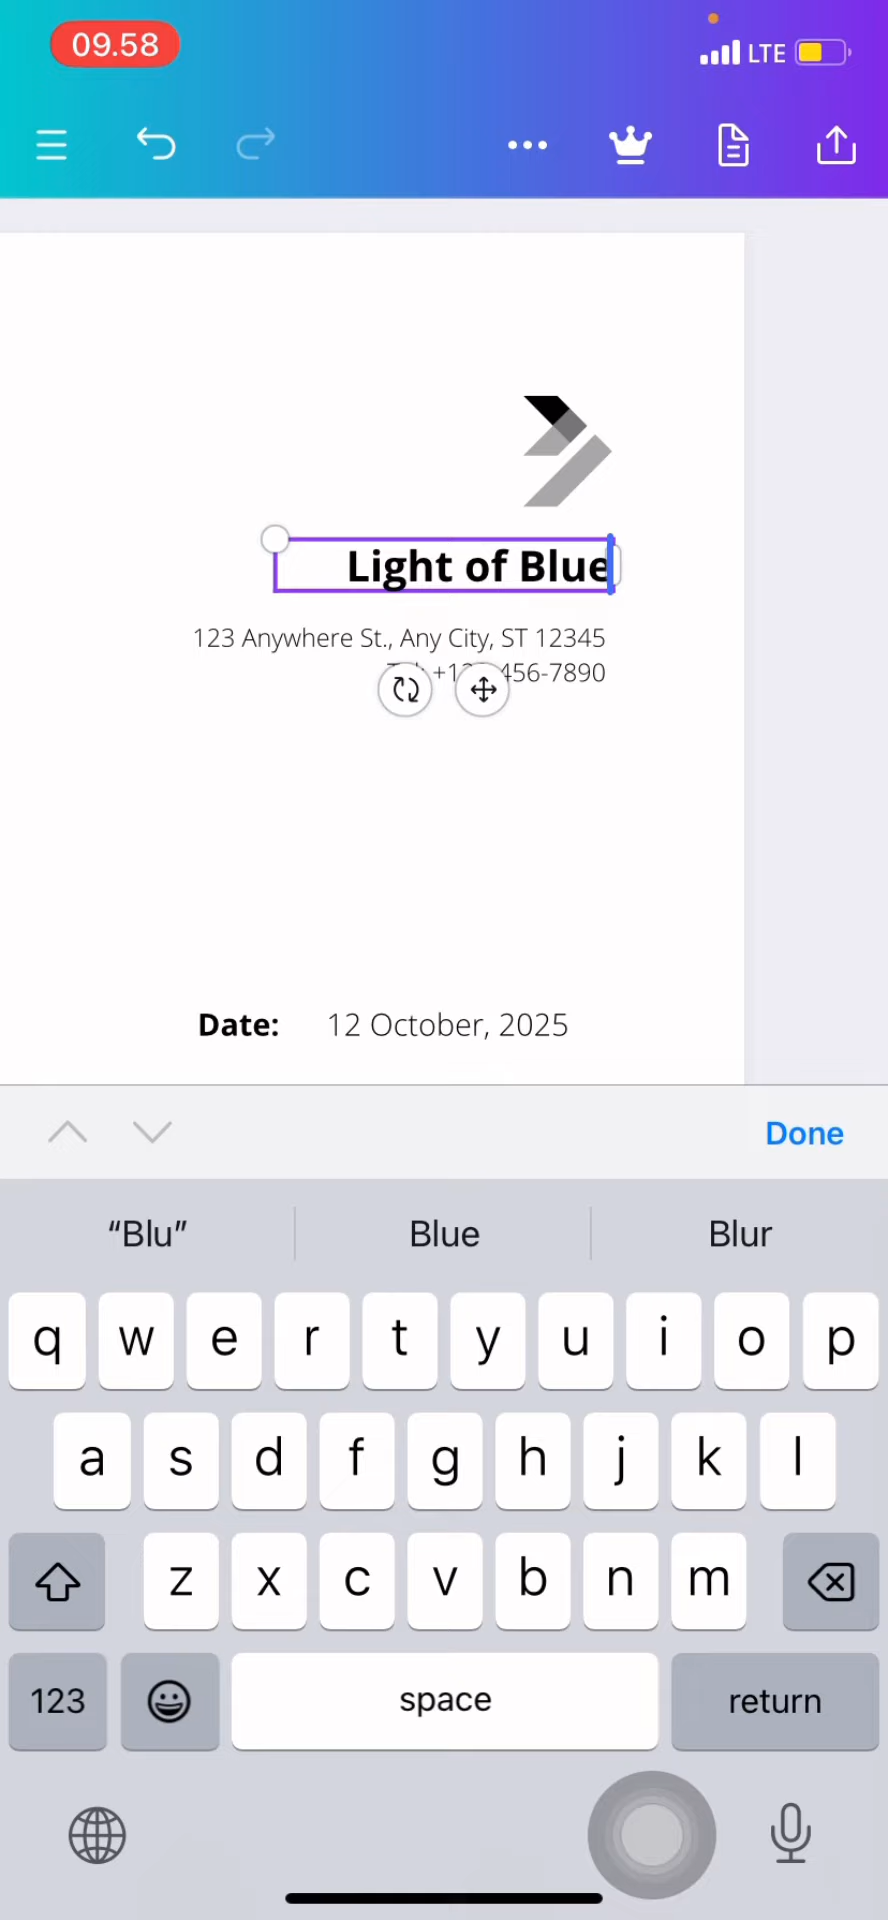 09.58
LTE
Light of Blue
123 Anywhere St., Any City, ST 12345
456-7890
Date: 12 October, 2025
Done
“Blu” Blue Blur
q w e r t y u i o p
a s d f g h j k l
z x c v b n m
123 space return